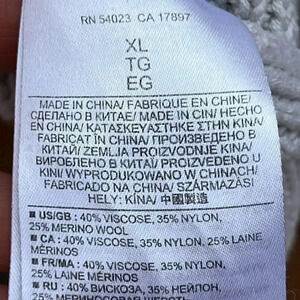 RN 54023 CA 17897
XL
TG
EG
MADE IN CHINA/ FABRIQUE EN CHINE/
СДЕЛАНО В КИТАЕ/ MADE IN CIN/ HECHO
EN CHINA/ ΚΑΤΑΣΚΕΥΑΣΤΗΚΕ ΣΤΗΝ ΚΙΝΑ/
FABRICAT ÎN CHINA/ ПРОИЗВЕДЕНО В
КИТАЙ/ ZEMLJA PROIZVODNJE KINA/
ВИРОБЛЕНО В КИТАЇ/ PROIZVEDENO U
KINI/ WYPRODUKOWANO W CHINACH/
FABRICADO NA CHINA/ SZÁRMAZÁSI
HELY: KÍNA/ 中國製造
US/GB: 40% VISCOSE, 35% NYLON,
25% MERINO WOOL
CA: 40% VISCOSE, 35% NYLON, 25% LAINE
MÉRINOS
FR/MA: 40% VISCOSE, 35% NYLON,
25% LAINE MÉRINOS
RU: 40% ВИСКОЗА, 35% НЕЙЛОН,
25% МЕРИНОСОВАЯ ШЕРСТЬ